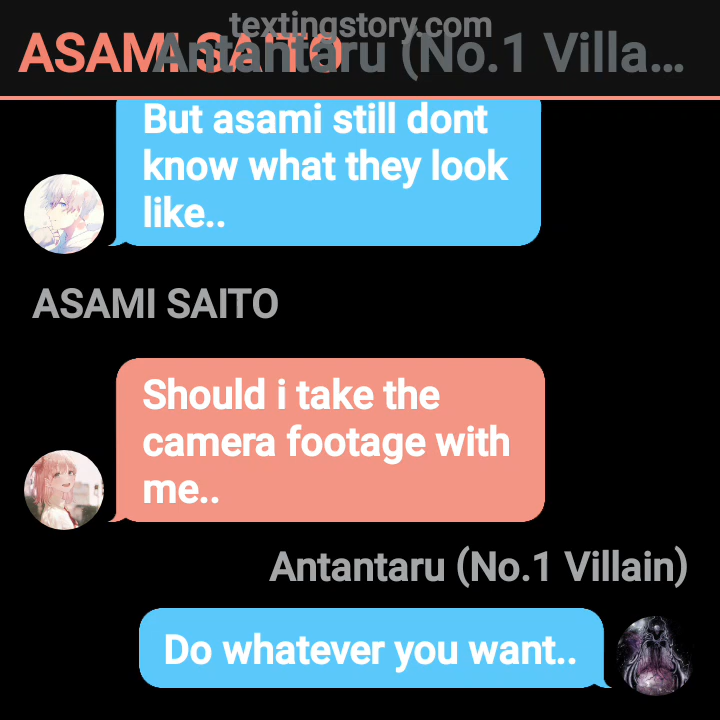 textingstory.com
ASAMI SAITO
Antantaru (No.1 Villa...
But asami still dont
know what they look
like..
ASAMI SAITO
Should i take the
camera footage with
me..
Antantaru (No.1 Villain)
Do whatever you want..